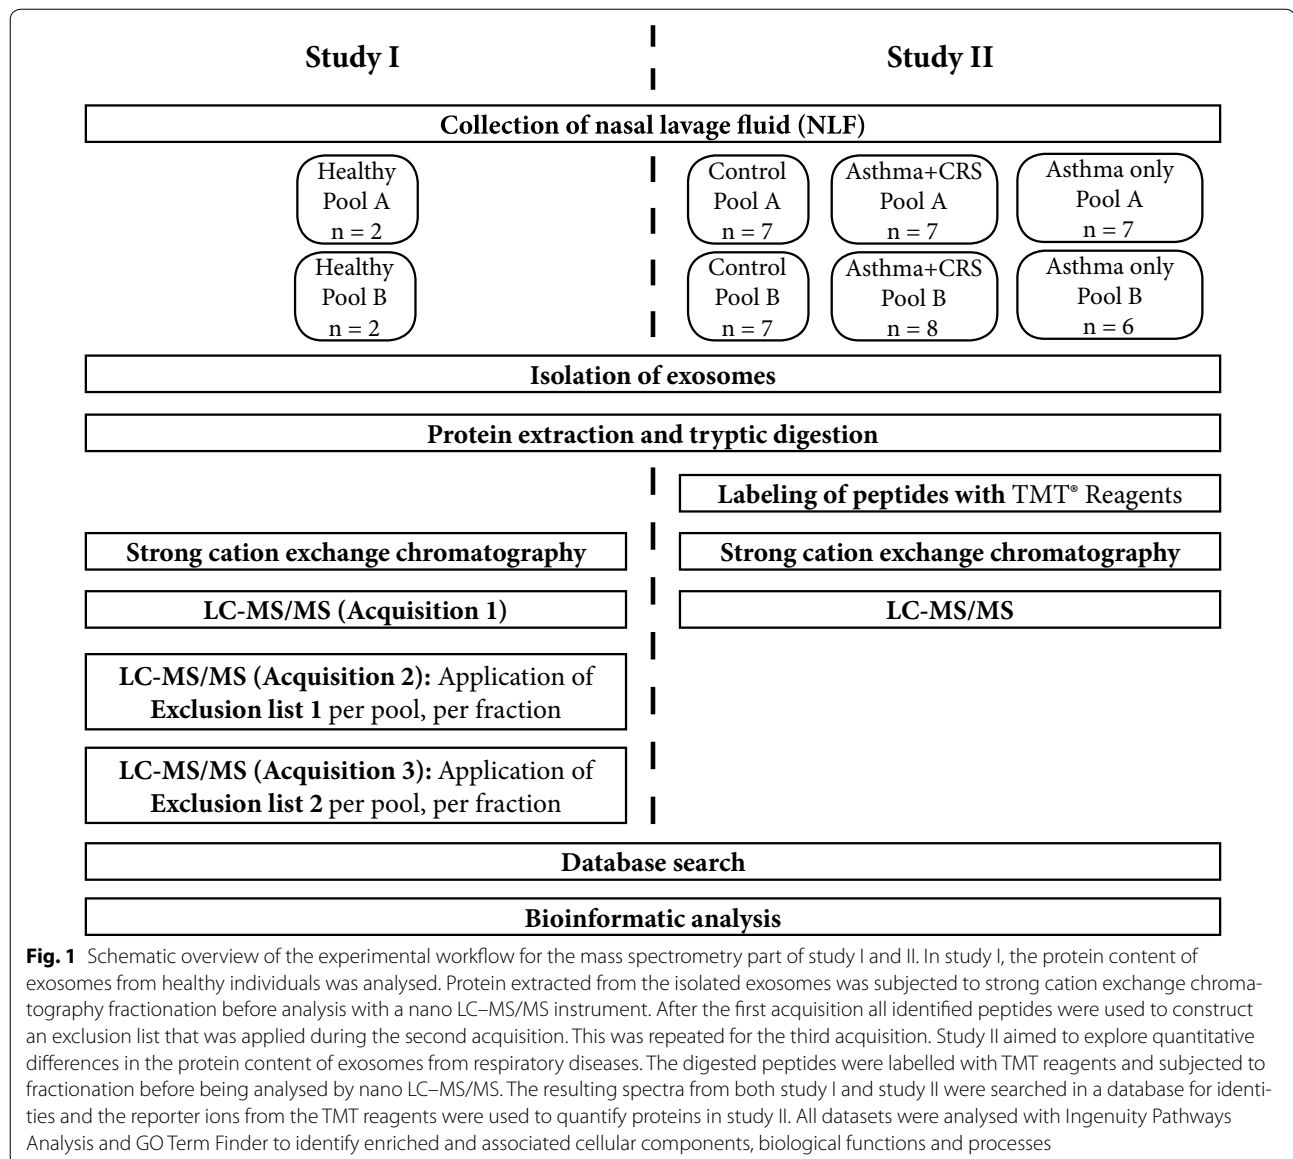 Study I
Study II
Collection of nasal lavage fluid (NLF)
Healthy
Pool A
n = 2
Control
Pool A
n = 7
Asthma+CRS
Pool A
n = 7
Asthma only
Pool A
n = 7
Healthy
Pool B
n = 2
Control
Pool B
n = 7
Asthma+CRS
Pool B
n = 8
Asthma only
Pool B
n = 6
Isolation of exosomes
Protein extraction and tryptic digestion
Labeling of peptides with TMT® Reagents
Strong cation exchange chromatography
Strong cation exchange chromatography
LC-MS/MS (Acquisition 1)
LC-MS/MS
LC-MS/MS (Acquisition 2): Application of
Exclusion list 1 per pool, per fraction
LC-MS/MS (Acquisition 3): Application of
Exclusion list 2 per pool, per fraction
Database search
Bioinformatic analysis
Fig. 1 Schematic overview of the experimental workflow for the mass spectrometry part of study I and II. In study I, the protein content of
exosomes from healthy individuals was analysed. Protein extracted from the isolated exosomes was subjected to strong cation exchange chroma-
tography fractionation before analysis with a nano LC–MS/MS instrument. After the first acquisition all identified peptides were used to construct
an exclusion list that was applied during the second acquisition. This was repeated for the third acquisition. Study II aimed to explore quantitative
differences in the protein content of exosomes from respiratory diseases. The digested peptides were labelled with TMT reagents and subjected to
fractionation before being analysed by nano LC–MS/MS. The resulting spectra from both study I and study II were searched in a database for identi-
ties and the reporter ions from the TMT reagents were used to quantify proteins in study II. All datasets were analysed with Ingenuity Pathways
Analysis and GO Term Finder to identify enriched and associated cellular components, biological functions and processes